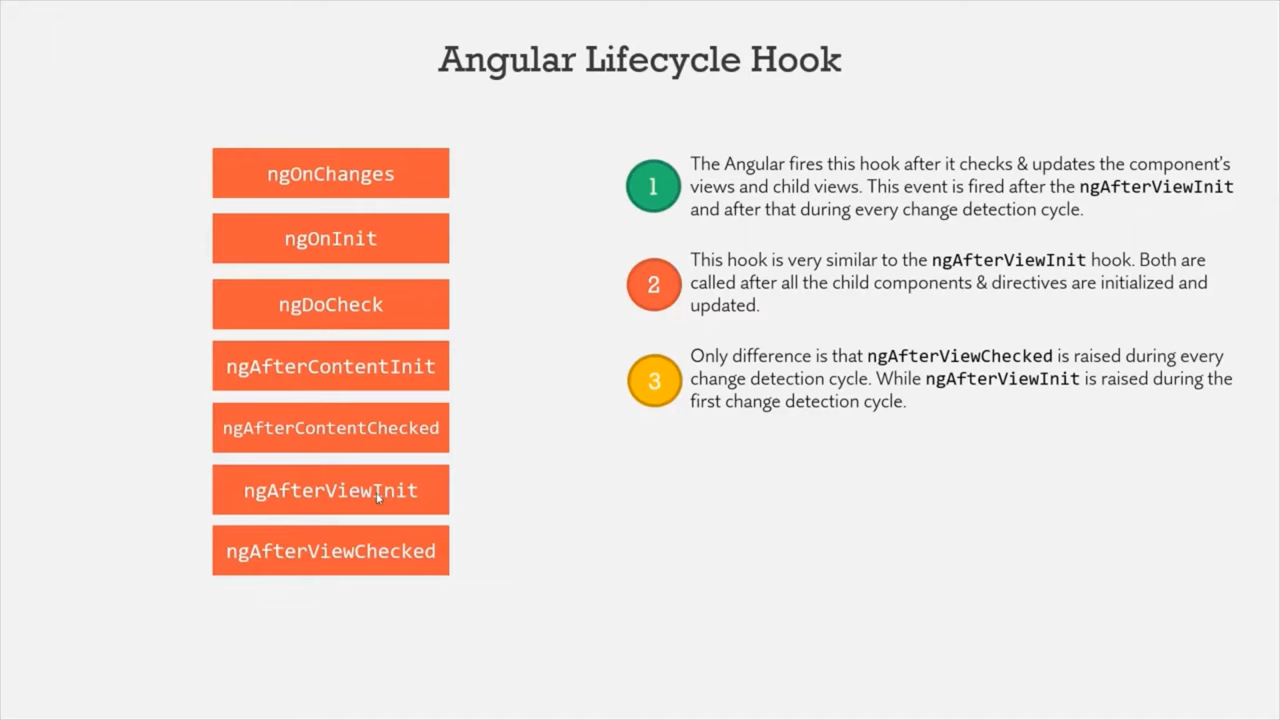 Angular Lifecycle Hook
ngOnChanges
ngOnInit
ngDoCheck
ngAfterContentInit
ngAfterContentChecked
ngAfterViewInit
ngAfterViewChecked
1
The Angular fires this hook after it checks & updates the component's
views and child views. This event is fired after the ngAfterViewInit
and after that during every change detection cycle.
2
This hook is very similar to the ngAfterViewInit hook. Both are
called after all the child components & directives are initialized and
updated.
3
Only difference is that ngAfterViewChecked is raised during every
change detection cycle. While ngAfterViewInit is raised during the
first change detection cycle.